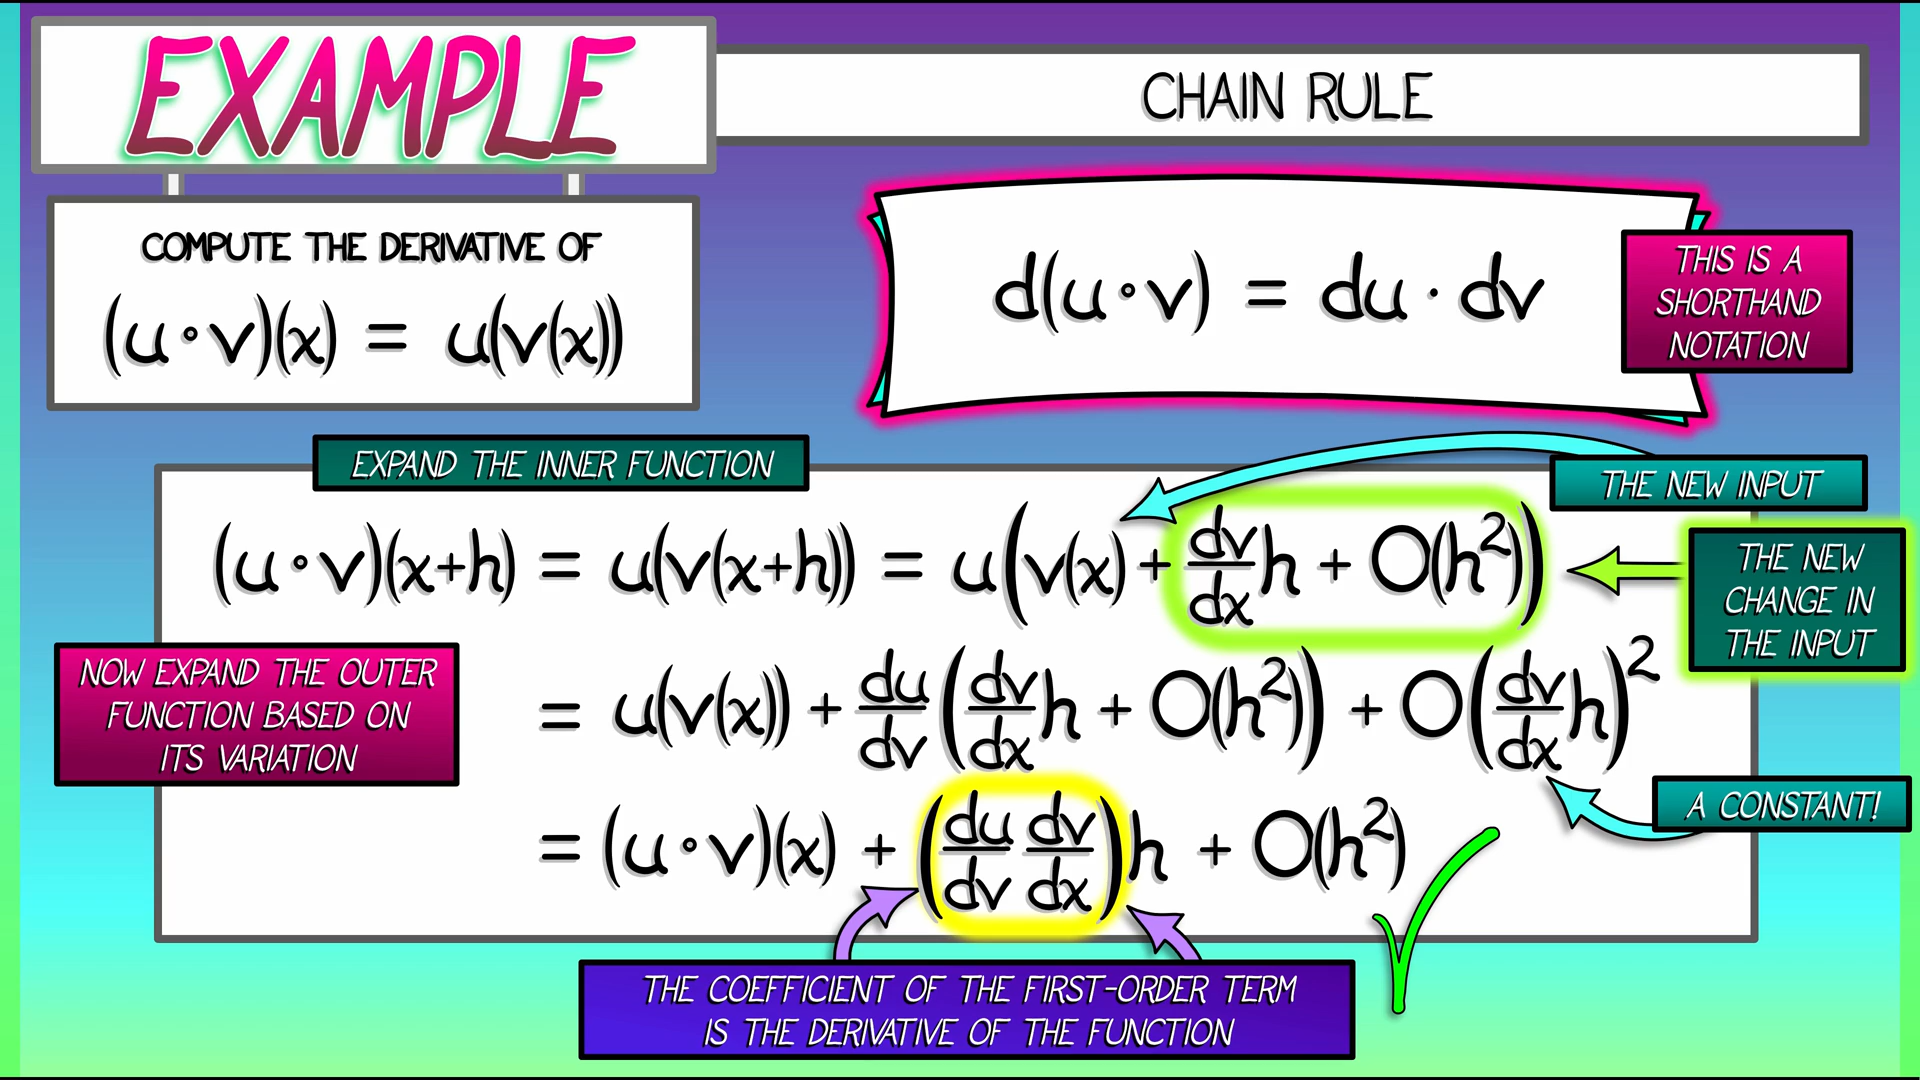 EXAMPLE
CHAIN RULE
COMPUTE THE DERIVATIVE OF
(u∘v)(x) = u(v(x))
d(u∘v) = du · dv
THIS IS A
SHORTHAND
NOTATION
EXPAND THE INNER FUNCTION
THE NEW INPUT
(u∘v)(x+h) = u(v(x+h)) = u(v(x) + dv/dx h + O(h²))
THE NEW
CHANGE IN
THE INPUT
NOW EXPAND THE OUTER
FUNCTION BASED ON
ITS VARIATION
= u(v(x)) + du/dv (dv/dx h + O(h²)) + O(dv/dx h)²
A CONSTANT!
= (u∘v)(x) + (du/dv dv/dx)h + O(h²)
THE COEFFICIENT OF THE FIRST-ORDER TERM
IS THE DERIVATIVE OF THE FUNCTION